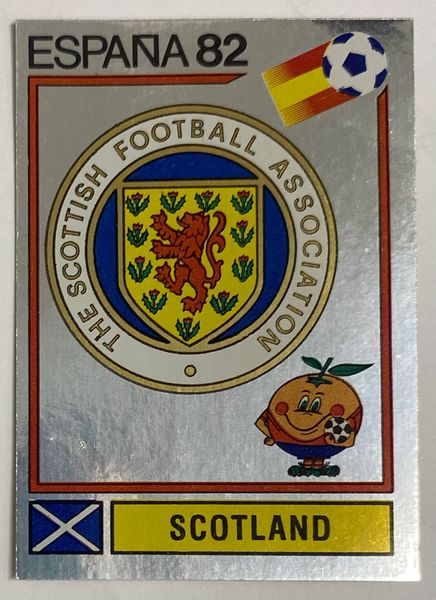 ESPAÑA 82
THE SCOTTISH FOOTBALL ASSOCIATION
SCOTLAND